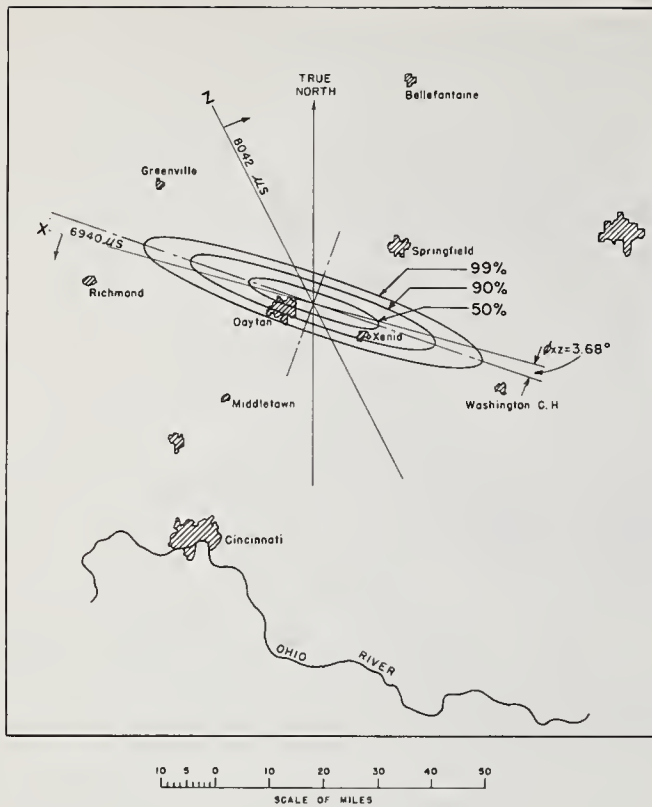 TRUE
NORTH
Bellefontaine
Z
8042 µS
Greenville
X
6940 µS
Springfield
99%
90%
50%
Richmond
Dayton
Xenia
ϕxz=3.68°
Washington C.H
Middletown
Cincinnati
OHIO RIVER
10 5 0 10 20 30 40 50
SCALE OF MILES